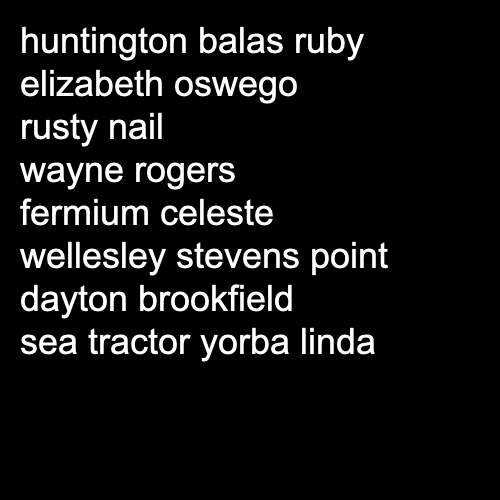 huntington balas ruby
elizabeth oswego
rusty nail
wayne rogers
fermium celeste
wellesley stevens point
dayton brookfield
sea tractor yorba linda